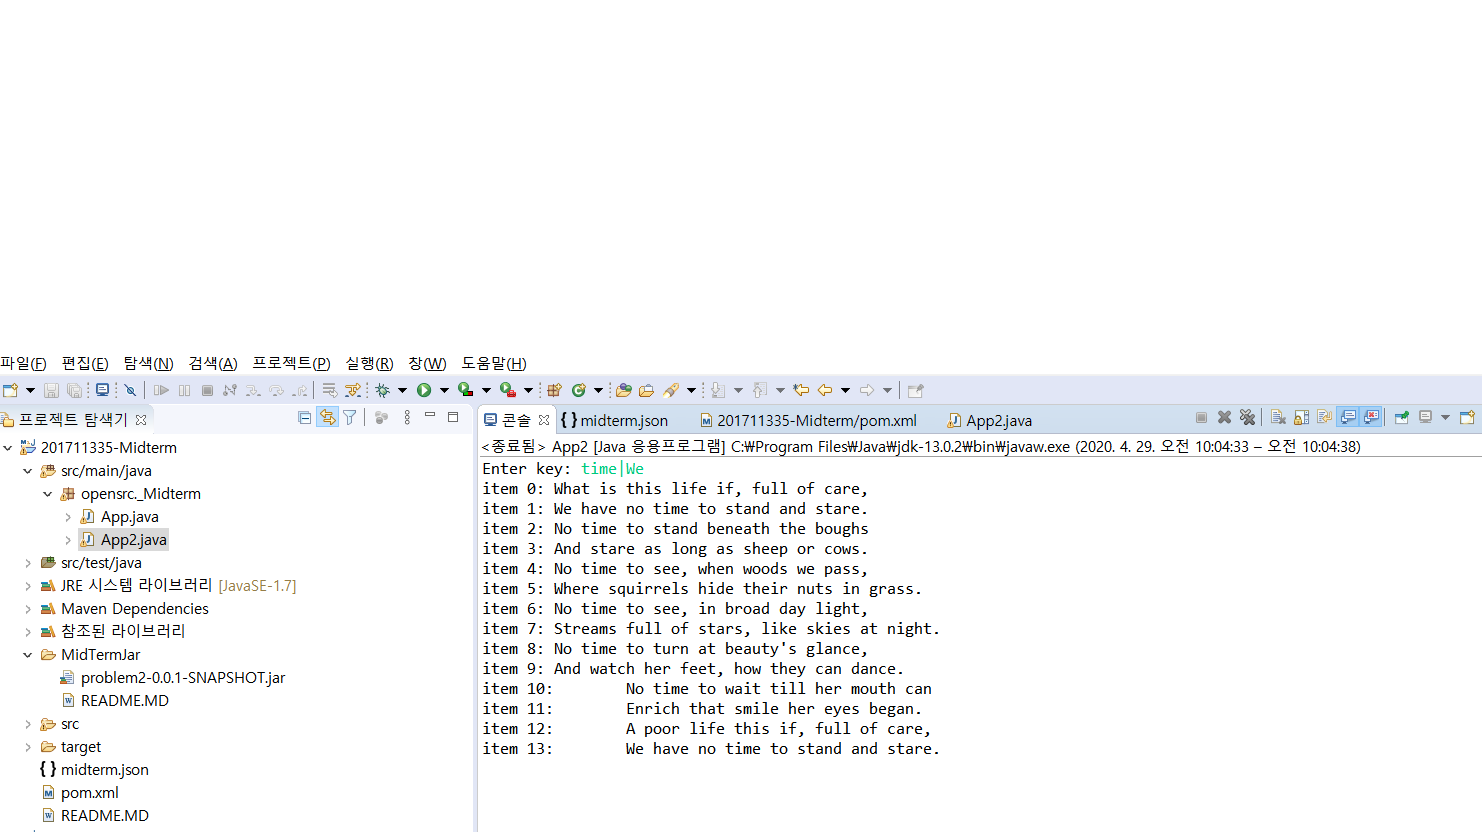 파일(F) 편집(E) 탐색(N) 검색(A) 프로젝트(P) 실행(R) 창(W) 도움말(H)
프로젝트 탐색기
201711335-Midterm
src/main/java
opensrc._Midterm
App.java
App2.java
src/test/java
JRE 시스템 라이브러리 [JavaSE-1.7]
Maven Dependencies
참조된 라이브러리
MidTermJar
problem2-0.0.1-SNAPSHOT.jar
README.MD
src
target
midterm.json
pom.xml
README.MD
콘솔 midterm.json 201711335-Midterm/pom.xml App2.java
<종료됨> App2 [Java 응용프로그램] C:₩Program Files₩Java₩jdk-13.0.2₩bin₩javaw.exe (2020. 4. 29. 오전 10:04:33 – 오전 10:04:38)
Enter key: time|We
item 0: What is this life if, full of care,
item 1: We have no time to stand and stare.
item 2: No time to stand beneath the boughs
item 3: And stare as long as sheep or cows.
item 4: No time to see, when woods we pass,
item 5: Where squirrels hide their nuts in grass.
item 6: No time to see, in broad day light,
item 7: Streams full of stars, like skies at night.
item 8: No time to turn at beauty's glance,
item 9: And watch her feet, how they can dance.
item 10: No time to wait till her mouth can
item 11: Enrich that smile her eyes began.
item 12: A poor life this if, full of care,
item 13: We have no time to stand and stare.